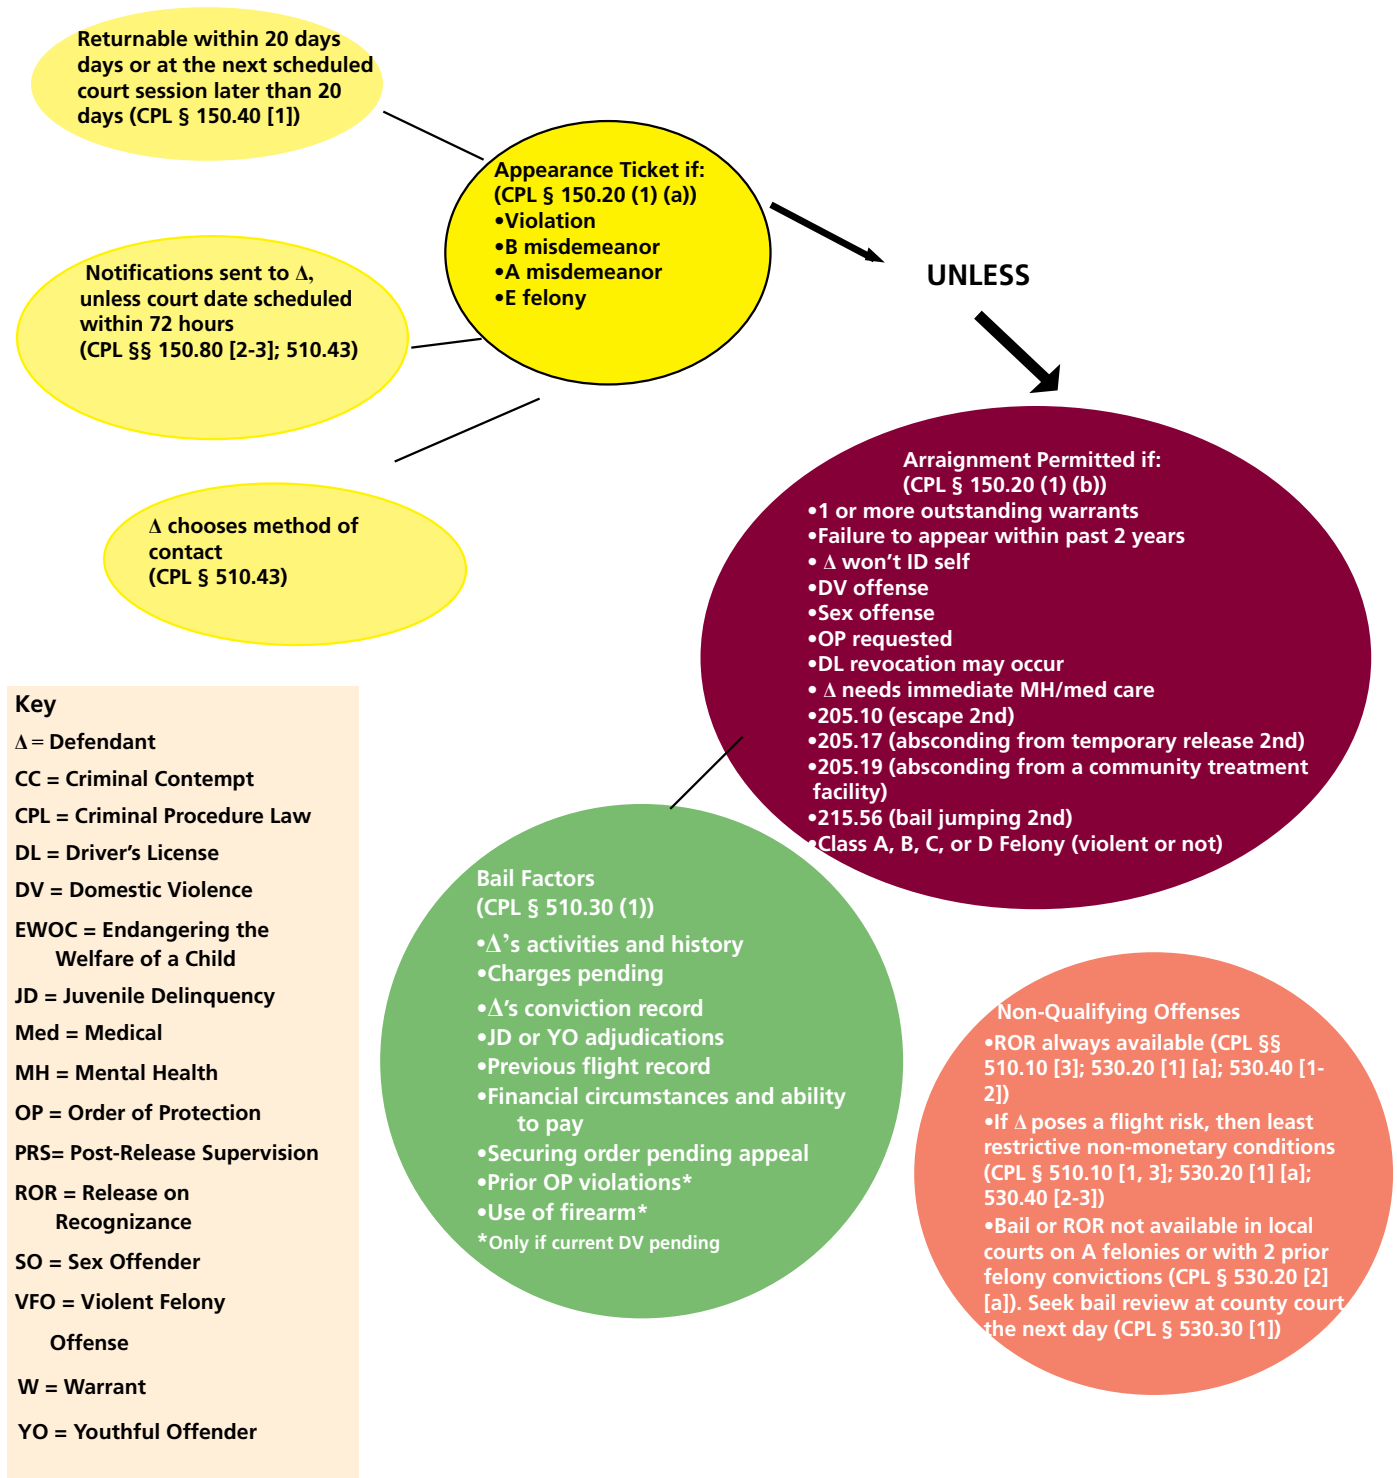 Returnable within 20 days
days or at the next scheduled
court session later than 20
days (CPL § 150.40 [1])
Appearance Ticket if:
(CPL § 150.20 (1) (a))
•Violation
•B misdemeanor
•A misdemeanor
•E felony
UNLESS
Notifications sent to Δ,
unless court date scheduled
within 72 hours
(CPL §§ 150.80 [2-3]; 510.43)
Δ chooses method of
contact
(CPL § 510.43)
Arraignment Permitted if:
(CPL § 150.20 (1) (b))
•1 or more outstanding warrants
•Failure to appear within past 2 years
• Δ won’t ID self
•DV offense
•Sex offense
•OP requested
•DL revocation may occur
• Δ needs immediate MH/med care
•205.10 (escape 2nd)
•205.17 (absconding from temporary release 2nd)
•205.19 (absconding from a community treatment
facility)
•215.56 (bail jumping 2nd)
•Class A, B, C, or D Felony (violent or not)
Key
Δ = Defendant
CC = Criminal Contempt
CPL = Criminal Procedure Law
DL = Driver’s License
DV = Domestic Violence
EWOC = Endangering the
Welfare of a Child
JD = Juvenile Delinquency
Med = Medical
MH = Mental Health
OP = Order of Protection
PRS= Post-Release Supervision
ROR = Release on
Recognizance
SO = Sex Offender
VFO = Violent Felony
Offense
W = Warrant
YO = Youthful Offender
Bail Factors
(CPL § 510.30 (1))
•Δ’s activities and history
•Charges pending
•Δ’s conviction record
•JD or YO adjudications
•Previous flight record
•Financial circumstances and ability
to pay
•Securing order pending appeal
•Prior OP violations*
•Use of firearm*
*Only if current DV pending
Non-Qualifying Offenses
•ROR always available (CPL §§
510.10 [3]; 530.20 [1] [a]; 530.40 [1-
2])
•If Δ poses a flight risk, then least
restrictive non-monetary conditions
(CPL § 510.10 [1, 3]; 530.20 [1] [a];
530.40 [2-3])
•Bail or ROR not available in local
courts on A felonies or with 2 prior
felony convictions (CPL § 530.20 [2]
[a]). Seek bail review at county court
the next day (CPL § 530.30 [1])